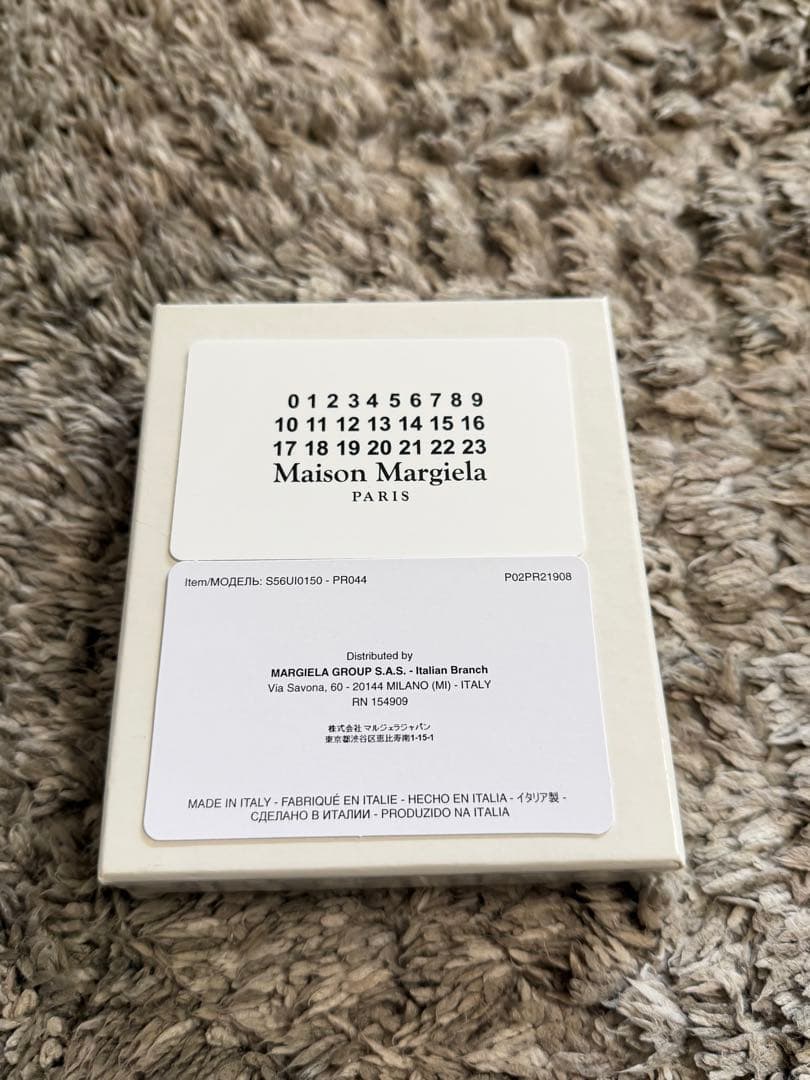 0 1 2 3 4 5 6 7 8 9
10 11 12 13 14 15 16
17 18 19 20 21 22 23
Maison Margiela
PARIS
Item/МОДЕЛЬ: S56UI0150 - PR044 P02PR21908
Distributed by
MARGIELA GROUP S.A.S. - Italian Branch
Via Savona, 60 - 20144 MILANO (MI) - ITALY
RN 154909
株式会社 マルジェラジャパン
東京都渋谷区恵比寿南1-15-1
MADE IN ITALY - FABRIQUÉ EN ITALIE - HECHO EN ITALIA - イタリア製 -
СДЕЛАНО В ИТАЛИИ - PRODUZIDO NA ITALIA